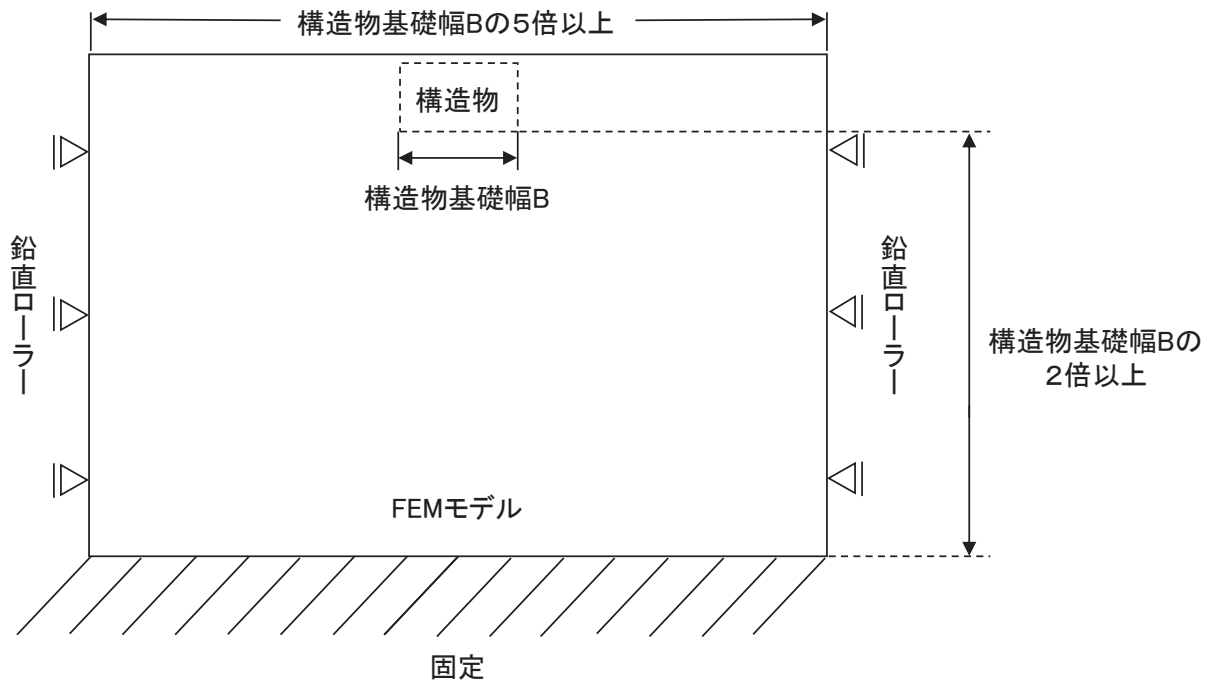 構造物基礎幅Bの5倍以上
構造物
構造物基礎幅B
鉛直ローラー
鉛直ローラー
構造物基礎幅Bの
2倍以上
FEMモデル
固定